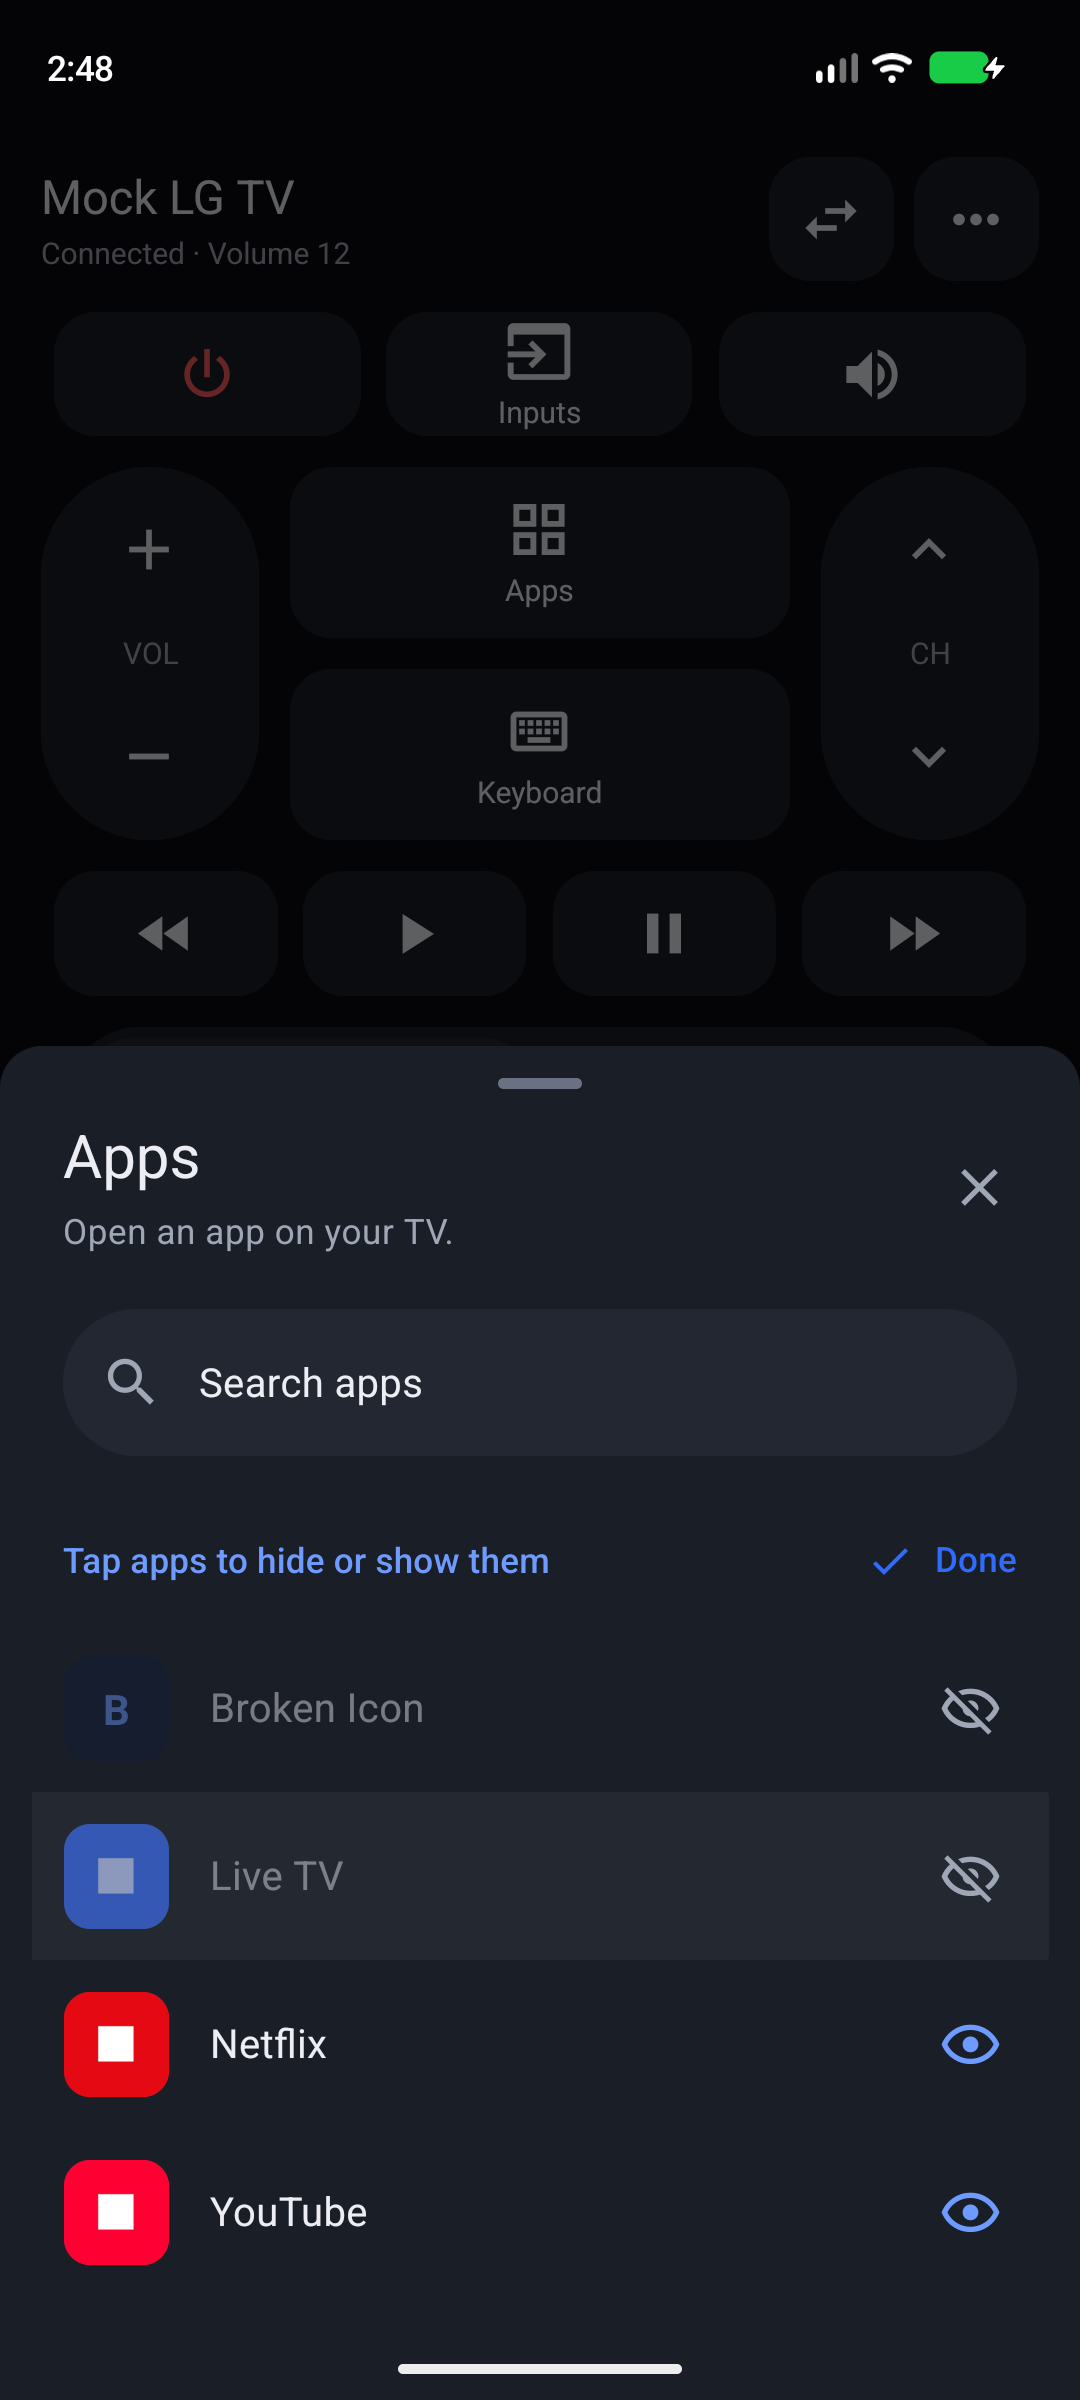 2:48
Mock LG TV
Connected · Volume 12
Inputs
Apps
VOL
CH
Keyboard
Apps
Open an app on your TV.
Search apps
Tap apps to hide or show them
Done
B
Broken Icon
Live TV
Netflix
YouTube